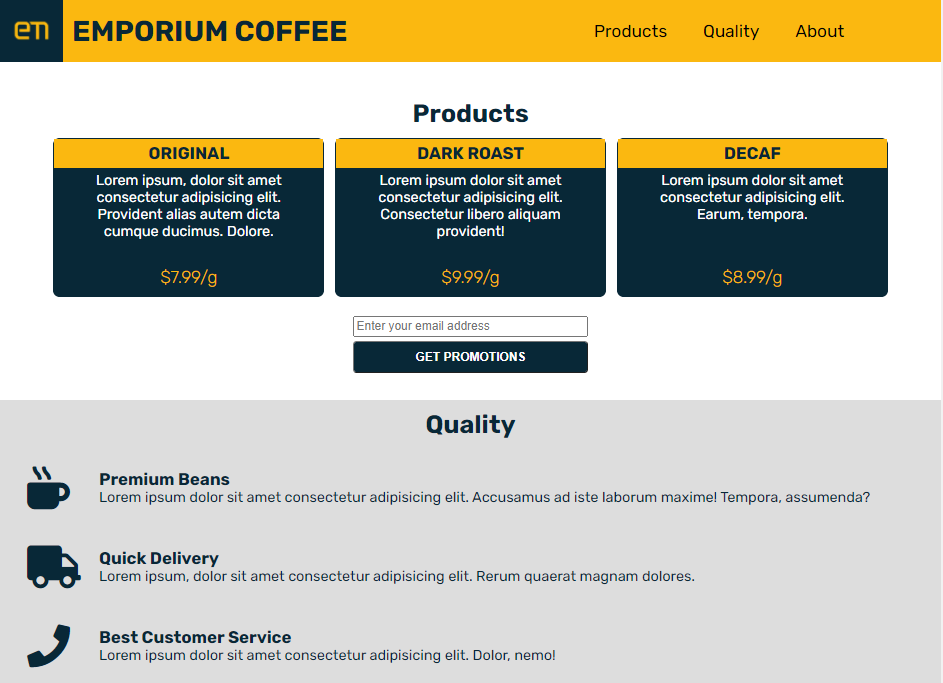 em EMPORIUM COFFEE Products Quality About
Products
ORIGINAL
Lorem ipsum, dolor sit amet
consectetur adipisicing elit.
Provident alias autem dicta
cumque ducimus. Dolore.
$7.99/g
DARK ROAST
Lorem ipsum dolor sit amet
consectetur adipisicing elit.
Consectetur libero aliquam
provident!
$9.99/g
DECAF
Lorem ipsum dolor sit amet
consectetur adipisicing elit.
Earum, tempora.
$8.99/g
Enter your email address
GET PROMOTIONS
Quality
Premium Beans
Lorem ipsum dolor sit amet consectetur adipisicing elit. Accusamus ad iste laborum maxime! Tempora, assumenda?
Quick Delivery
Lorem ipsum, dolor sit amet consectetur adipisicing elit. Rerum quaerat magnam dolores.
Best Customer Service
Lorem ipsum dolor sit amet consectetur adipisicing elit. Dolor, nemo!